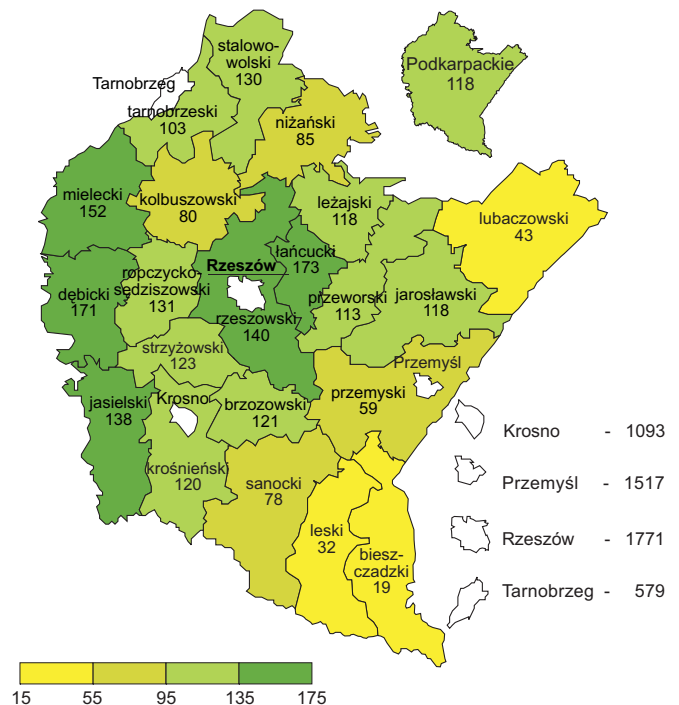 stalowo-
wolski
130
Podkarpackie
118
Tarnobrzeg
tarnobrzeski
103
niżański
85
mielecki
152
kolbuszowski
80
leżajski
118
lubaczowski
43
łańcucki
173
Rzeszów
ropczycko-
sędziszowski
131
dębicki
171
przeworski
113
jarosławski
118
rzeszowski
140
strzyżowski
123
Przemyśl
jasielski
138
Krosno
brzozowski
121
przemyski
59
krośnieński
120
sanocki
78
leski
32
biesz-
czadzki
19
Krosno - 1093
Przemyśl - 1517
Rzeszów - 1771
Tarnobrzeg - 579
15 55 95 135 175